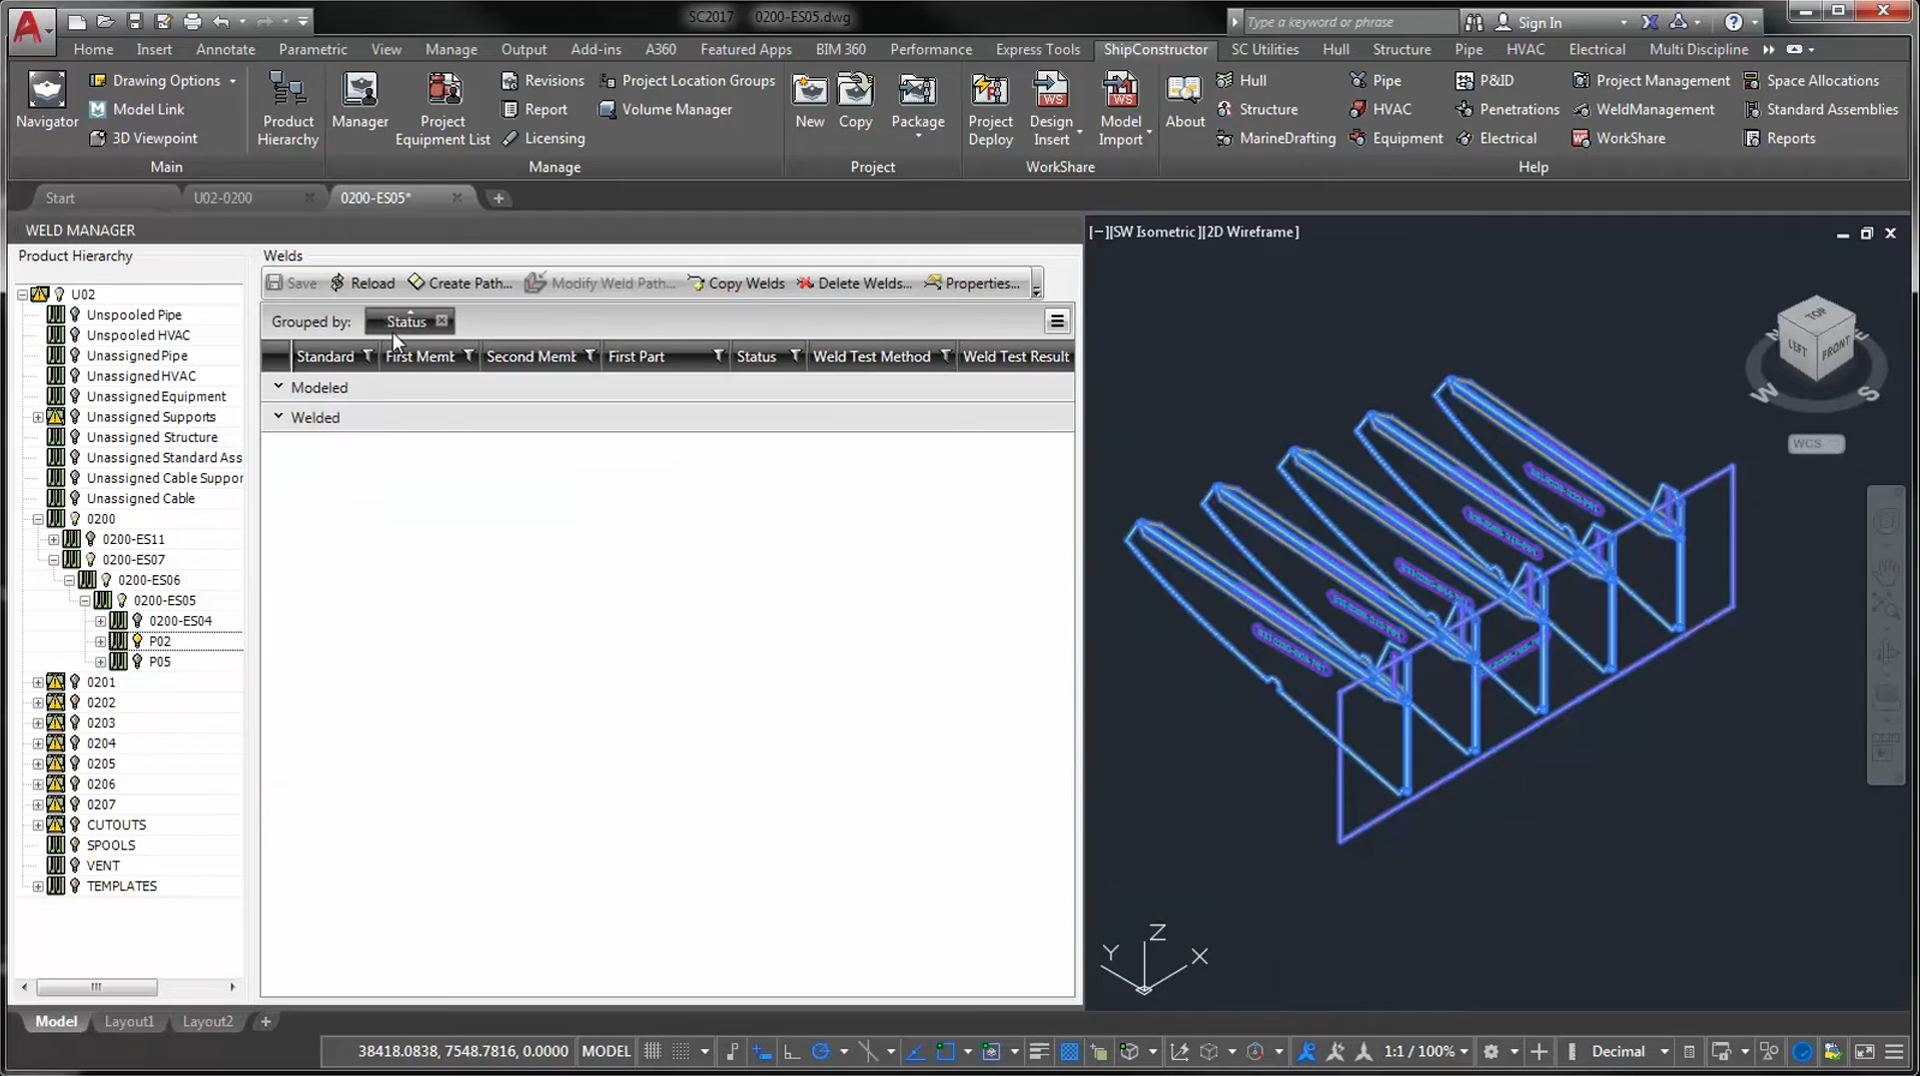 SC2017 0200-ES05.dwg
Type a keyword or phrase
Sign In
Home Insert Annotate Parametric View Manage Output Add-ins A360 Featured Apps BIM 360 Performance Express Tools ShipConstructor SC Utilities Hull Structure Pipe HVAC Electrical Multi Discipline
Navigator
Drawing Options
Model Link
3D Viewpoint
Product Hierarchy
Main
Manager
Project Equipment List
Revisions
Report
Licensing
Project Location Groups
Volume Manager
Manage
New Copy Package
Project
Project Deploy
Design Insert
Model Import
WorkShare
About
Hull Pipe P&ID Project Management Space Allocations
Structure HVAC Penetrations WeldManagement Standard Assemblies
MarineDrafting Equipment Electrical WorkShare Reports
Help
Start U02-0200 0200-ES05*
WELD MANAGER
Product Hierarchy
U02
Unspooled Pipe
Unspooled HVAC
Unassigned Pipe
Unassigned HVAC
Unassigned Equipment
Unassigned Supports
Unassigned Structure
Unassigned Standard Ass
Unassigned Cable Suppor
Unassigned Cable
0200
0200-ES11
0200-ES07
0200-ES06
0200-ES05
0200-ES04
P02
P05
0201
0202
0203
0204
0205
0206
0207
CUTOUTS
SPOOLS
VENT
TEMPLATES
Welds
Save Reload Create Path... Modify Weld Path... Copy Welds Delete Welds... Properties...
Grouped by: Status
Standard First Memb Second Memb First Part Status Weld Test Method Weld Test Result
Modeled
Welded
[−][SW Isometric][2D Wireframe]
TOP
LEFT FRONT
N W S
WCS
Z
Y X
Model Layout1 Layout2
38418.0838, 7548.7816, 0.0000 MODEL 1:1 / 100% Decimal